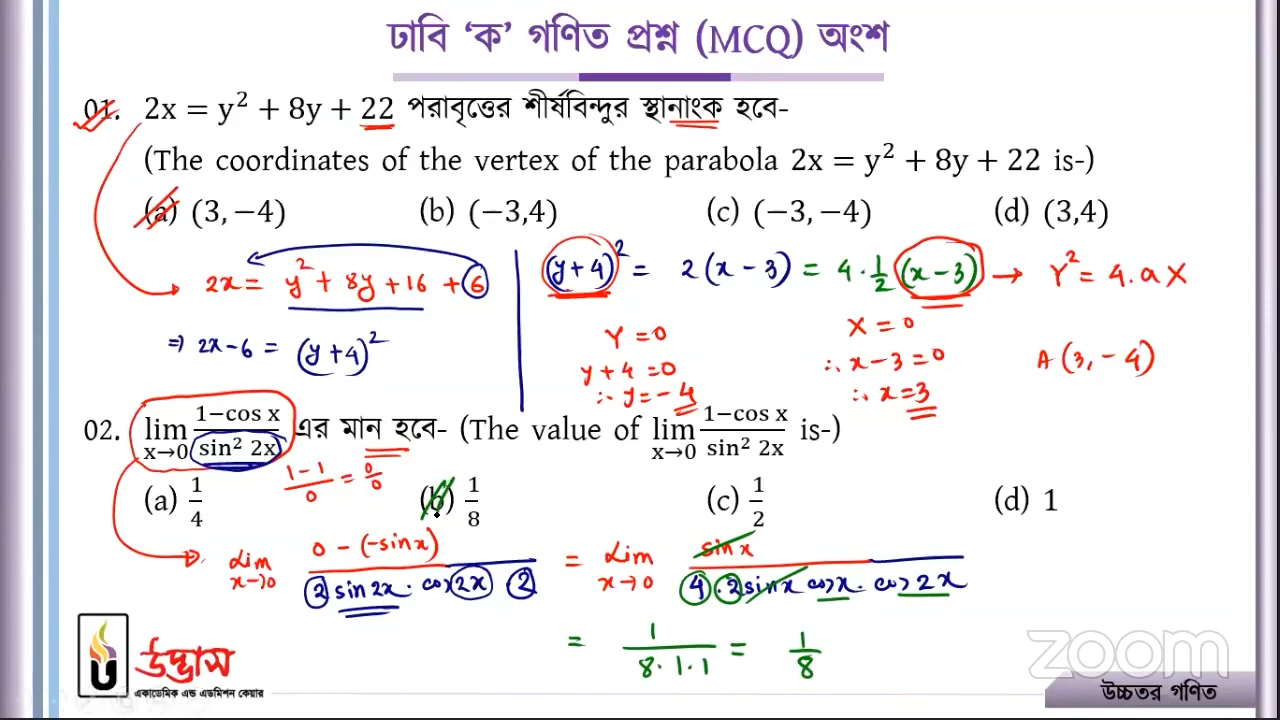 ঢাবি ‘ক’ গণিত প্রশ্ন (MCQ) অংশ
01. 2x = y² + 8y + 22 পরাবৃত্তের শীর্ষবিন্দুর স্থানাংক হবে-
(The coordinates of the vertex of the parabola 2x = y² + 8y + 22 is-)
(a) (3, −4) (b) (−3,4) (c) (−3, −4) (d) (3,4)
2x = y² + 8y + 16 + 6
⇒ 2x − 6 = (y + 4)²
(y + 4)² = 2(x − 3) = 4 · 1/2 (x − 3) → Y² = 4.aX
Y = 0
y + 4 = 0
∴ y = −4
X = 0
∴ x − 3 = 0
∴ x = 3
A(3, −4)
02. lim x→0 (1−cos x)/(sin² 2x) এর মান হবে- (The value of lim x→0 (1−cos x)/(sin² 2x) is-)
(1−1)/0 = 0/0
(a) 1/4 (b) 1/8 (c) 1/2 (d) 1
Lim x→0 (0 − (−sin x))/(2 sin 2x · cos 2x · 2) = Lim x→0 (sin x)/(4 · 2 sin x cos x · cos 2x)
= 1/(8·1·1) = 1/8
উদ্ভাস
একাডেমিক এন্ড এডমিশন কেয়ার
zoom
উচ্চতর গণিত